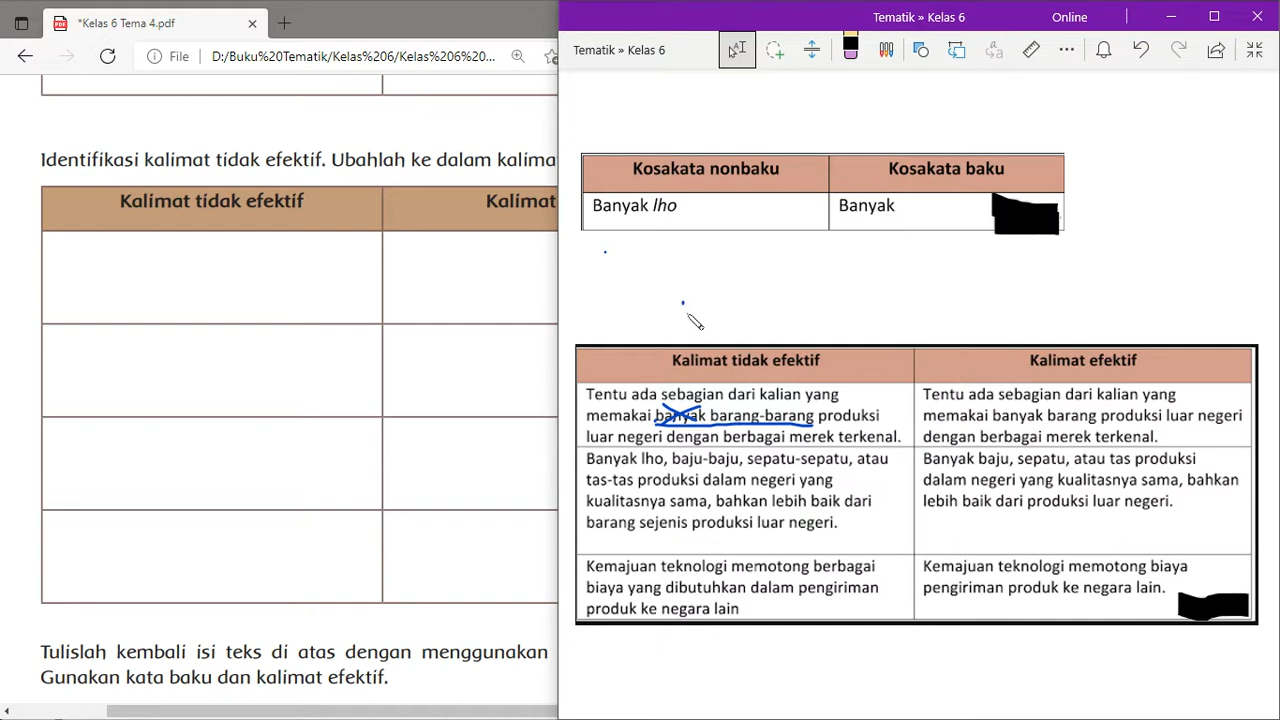 *Kelas 6 Tema 4.pdf
File
D:/Buku%20Tematik/Kelas%206/Kelas%206%20...
Identifikasi kalimat tidak efektif. Ubahlah ke dalam kalima
Kalimat tidak efektif
Kalimat
Tulislah kembali isi teks di atas dengan menggunakan
Gunakan kata baku dan kalimat efektif.
Tematik » Kelas 6
Online
Tematik » Kelas 6
Kosakata nonbaku
Kosakata baku
Banyak lho
Banyak
Kalimat tidak efektif
Kalimat efektif
Tentu ada sebagian dari kalian yang
memakai banyak barang-barang produksi
luar negeri dengan berbagai merek terkenal.
Tentu ada sebagian dari kalian yang
memakai banyak barang produksi luar negeri
dengan berbagai merek terkenal.
Banyak lho, baju-baju, sepatu-sepatu, atau
tas-tas produksi dalam negeri yang
kualitasnya sama, bahkan lebih baik dari
barang sejenis produksi luar negeri.
Banyak baju, sepatu, atau tas produksi
dalam negeri yang kualitasnya sama, bahkan
lebih baik dari produksi luar negeri.
Kemajuan teknologi memotong berbagai
biaya yang dibutuhkan dalam pengiriman
produk ke negara lain
Kemajuan teknologi memotong biaya
pengiriman produk ke negara lain.